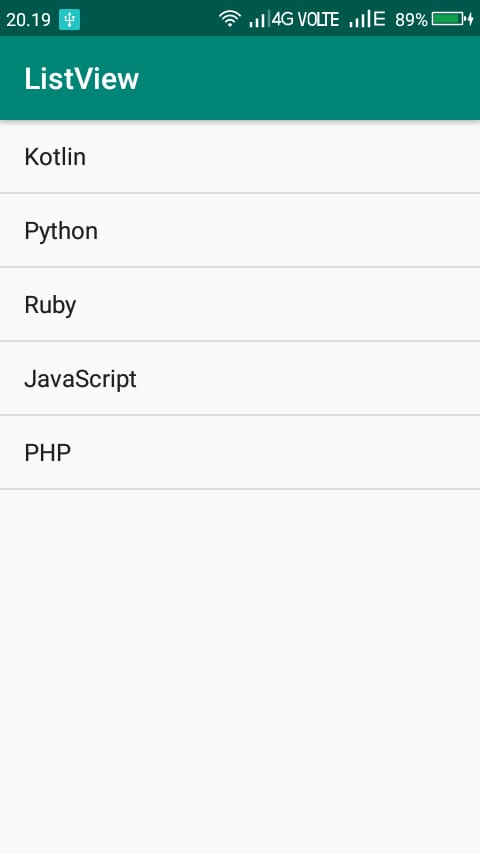 20.19 4G VOLTE E 89%
ListView
Kotlin
Python
Ruby
JavaScript
PHP